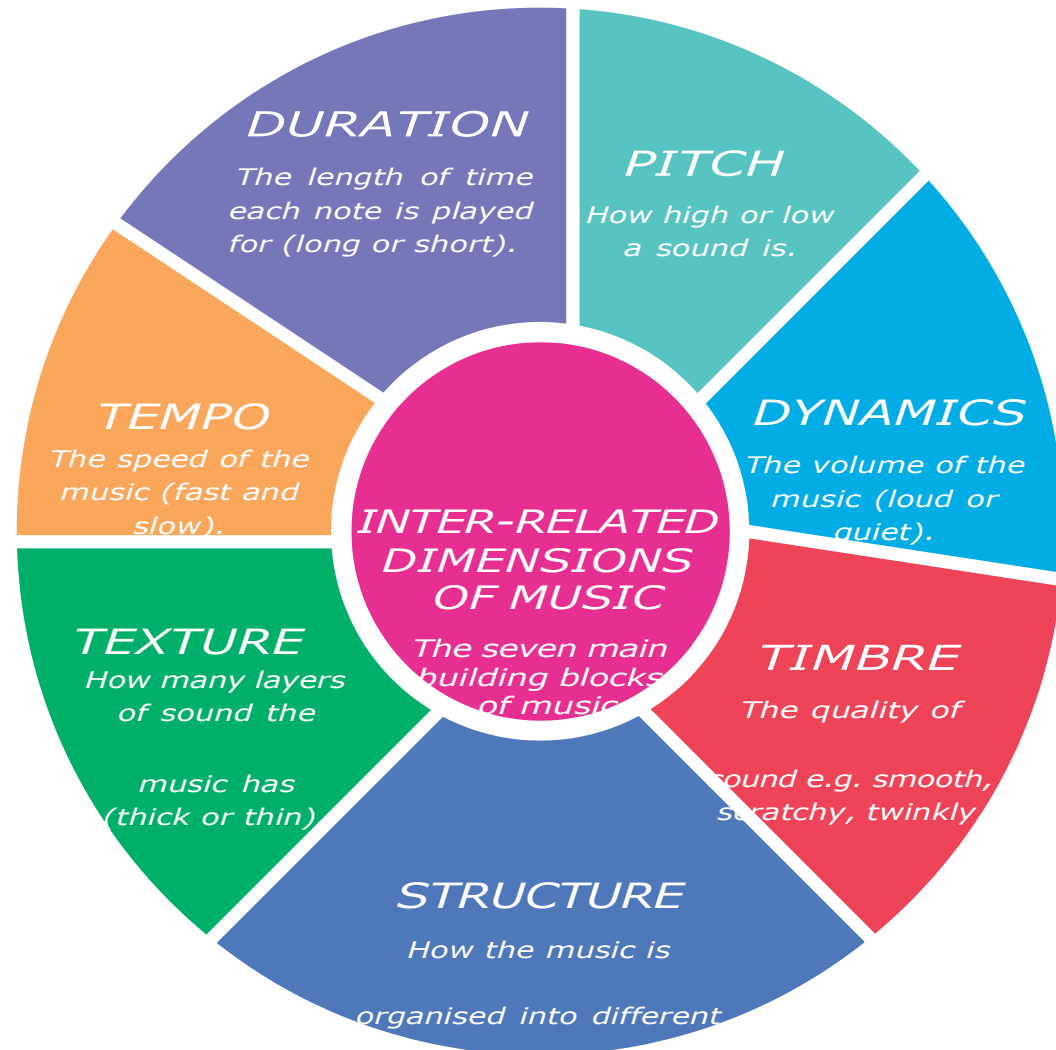 DURATION
The length of time
each note is played
for (long or short).
PITCH
How high or low
a sound is.
DYNAMICS
The volume of the
music (loud or
quiet).
TIMBRE
The quality of
sound e.g. smooth,
scratchy, twinkly
STRUCTURE
How the music is
organised into different
TEXTURE
How many layers
of sound the
music has
(thick or thin)
TEMPO
The speed of the
music (fast and
slow).
INTER-RELATED
DIMENSIONS
OF MUSIC
The seven main
building blocks
of music